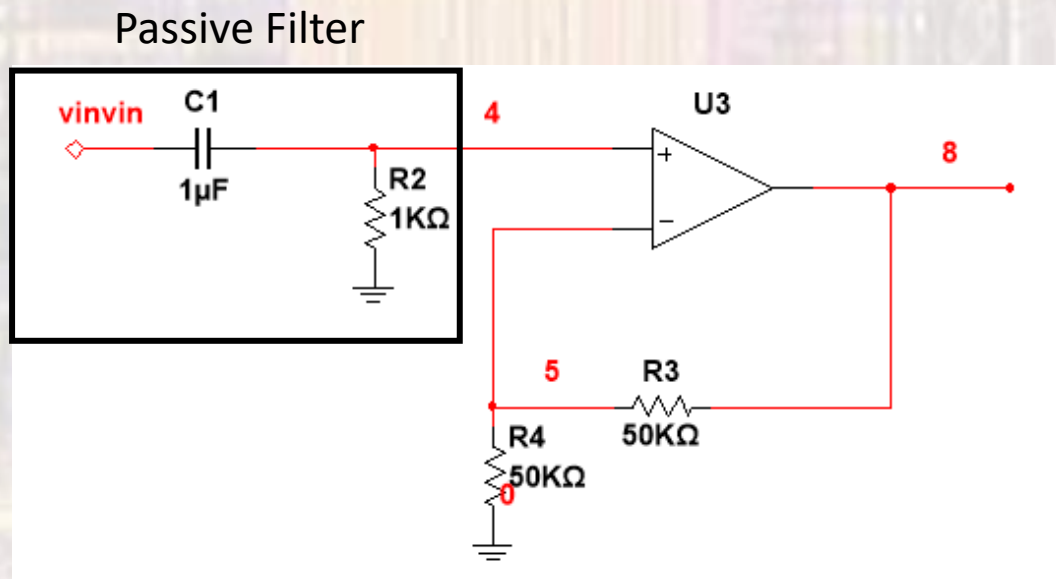 Passive Filter
vinvin
C1
1µF
R2
1KΩ
4
U3
+
−
8
5
R3
50KΩ
R4
50KΩ
0